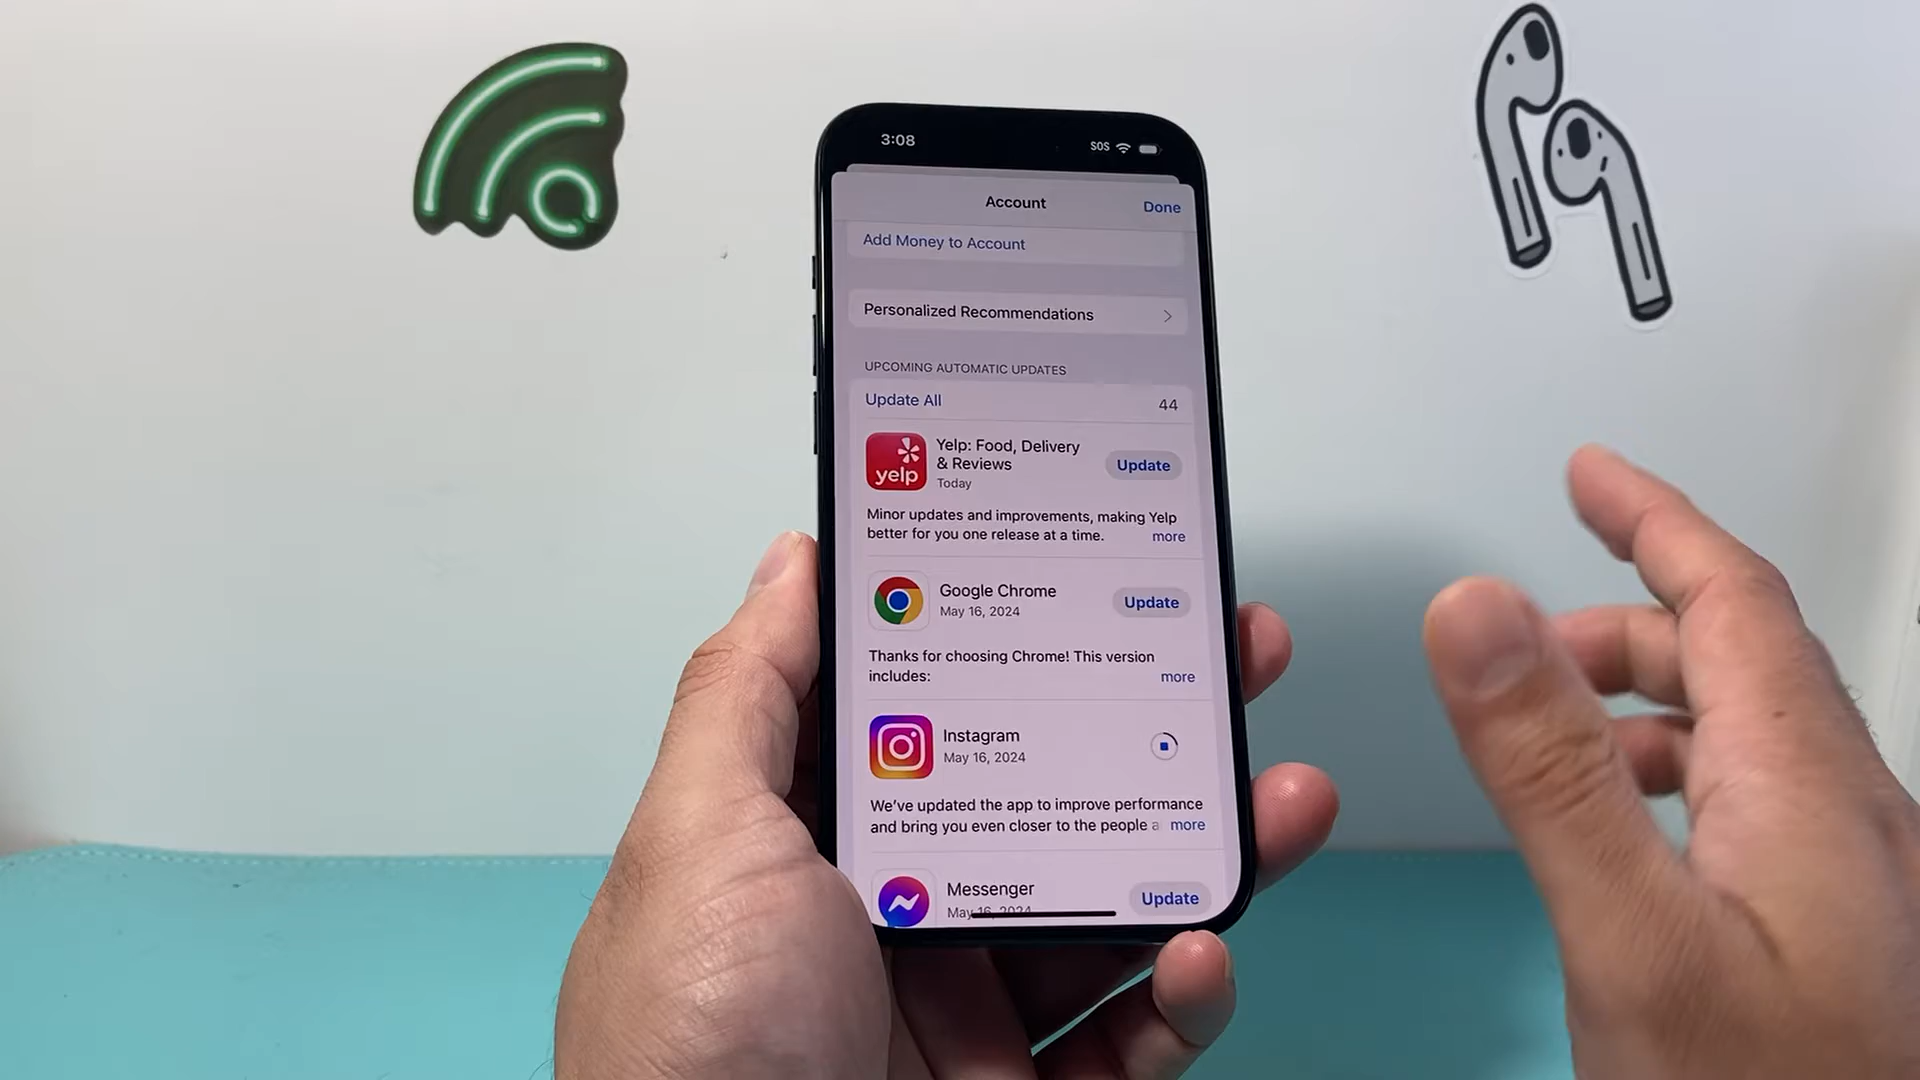 3:08
SOS
Account
Done
Add Money to Account
Personalized Recommendations
UPCOMING AUTOMATIC UPDATES
Update All
44
yelp
Yelp: Food, Delivery
& Reviews
Today
Update
Minor updates and improvements, making Yelp
better for you one release at a time.
more
Google Chrome
May 16, 2024
Update
Thanks for choosing Chrome! This version
includes:
more
Instagram
May 16, 2024
We've updated the app to improve performance
and bring you even closer to the people a
more
Messenger
May 16, 2024
Update